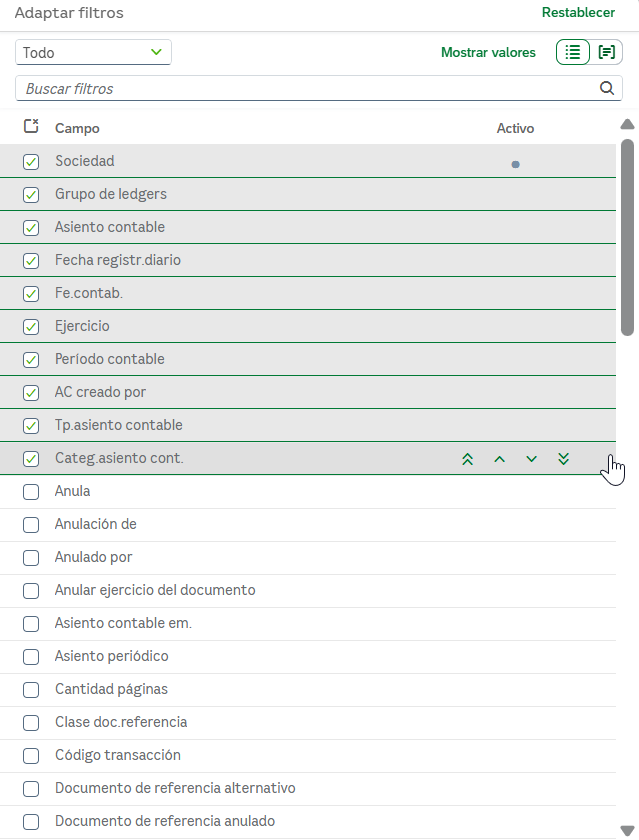 Adaptar filtros
Restablecer
Todo
Mostrar valores
Buscar filtros
Campo
Activo
Sociedad
Grupo de ledgers
Asiento contable
Fecha registr.diario
Fe.contab.
Ejercicio
Período contable
AC creado por
Tp.asiento contable
Categ.asiento cont.
Anula
Anulación de
Anulado por
Anular ejercicio del documento
Asiento contable em.
Asiento periódico
Cantidad páginas
Clase doc.referencia
Código transacción
Documento de referencia alternativo
Documento de referencia anulado